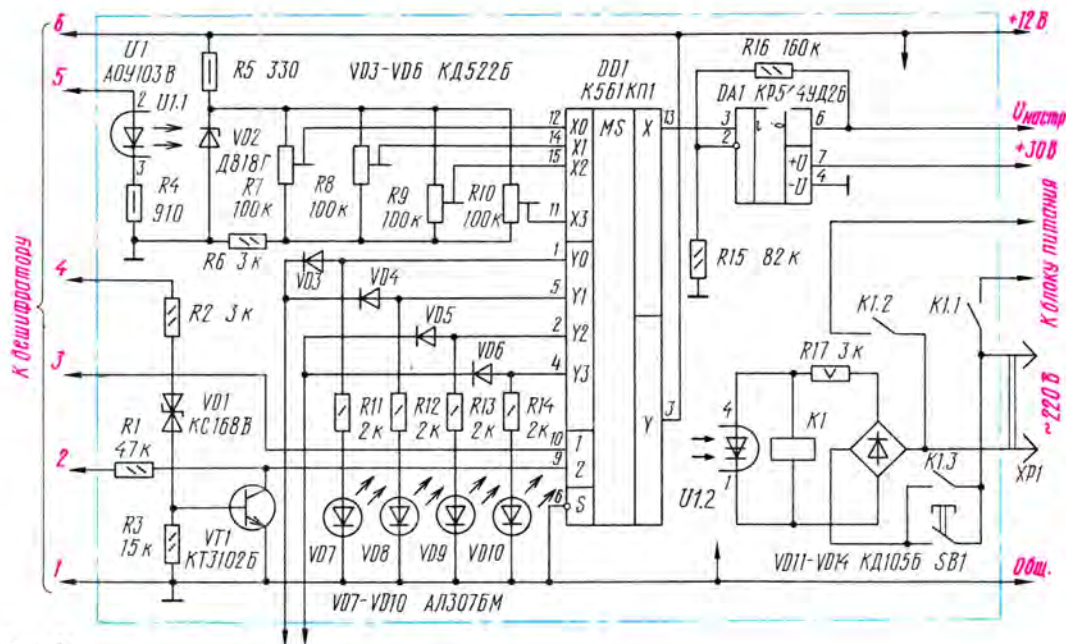 6
+12В
U1
АОУ103В
R5 330
VD3-VD6 КД522Б
DD1
К561КП1
R16 160к
DA1 КР574УД2Б
5
2
U1.1
3
VD2
Д818Г
R4
910
R7
100к
R8
100к
R9
100к
R10
100к
R6 3к
12
14
15
11
X0
X1
X2
X3
MS
X
13
3
2
6
+U
-U
7
4
Uнастр
+30В
R15 82к
К блоку питания
К дешифратору
4
R2 3к
VD3
VD4
VD5
VD6
1
5
2
4
Y0
Y1
Y2
Y3
Y
3
K1.2
K1.1
3
VD1
КС168В
R11
2к
R12
2к
R13
2к
R14
2к
10
9
1
2
6
S
R17 3к
4
1
K1
U1.2
K1.3
~220В
XP1
R1
47к
2
R3
15к
VT1
КТ3102Б
VD7
VD8
VD9
VD10
VD11-VD14 КД105Б
SB1
1
Общ.
VD7-VD10 АЛ307БМ